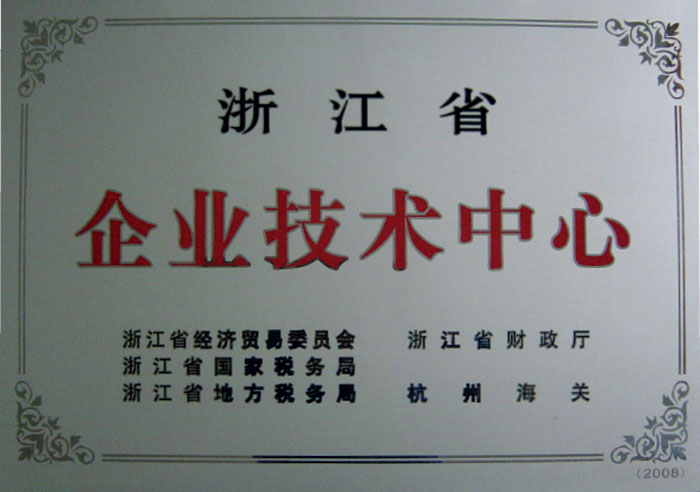 浙江省
企业技术中心
浙江省经济贸易委员会 浙江省财政厅
浙江省国家税务局
浙江省地方税务局 杭州海关
(2008)